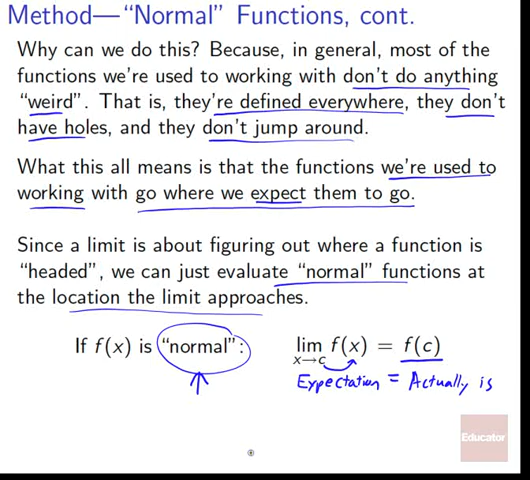 Method—“Normal” Functions, cont.
Why can we do this? Because, in general, most of the
functions we’re used to working with don’t do anything
“weird”. That is, they’re defined everywhere, they don’t
have holes, and they don’t jump around.
What this all means is that the functions we’re used to
working with go where we expect them to go.
Since a limit is about figuring out where a function is
“headed”, we can just evaluate “normal” functions at
the location the limit approaches.
If f(x) is “normal”: lim x→c f(x) = f(c)
Expectation = Actually is
Educator